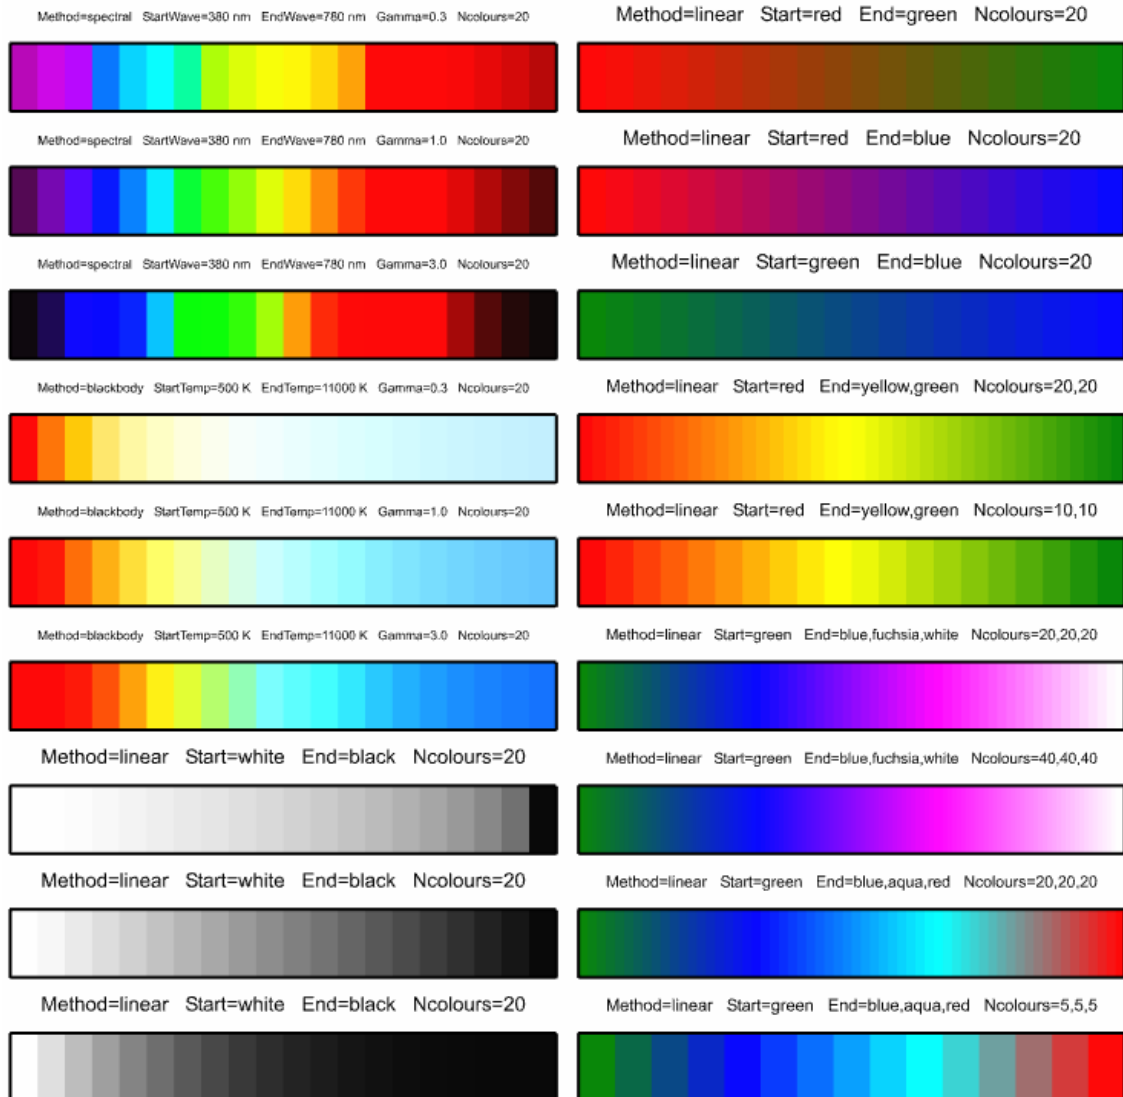 Method=spectral StartWave=380 nm EndWave=780 nm Gamma=0.3 Ncolours=20
Method=spectral StartWave=380 nm EndWave=780 nm Gamma=1.0 Ncolours=20
Method=spectral StartWave=380 nm EndWave=780 nm Gamma=3.0 Ncolours=20
Method=blackbody StartTemp=500 K EndTemp=11000 K Gamma=0.3 Ncolours=20
Method=blackbody StartTemp=500 K EndTemp=11000 K Gamma=1.0 Ncolours=20
Method=blackbody StartTemp=500 K EndTemp=11000 K Gamma=3.0 Ncolours=20
Method=linear Start=white End=black Ncolours=20
Method=linear Start=white End=black Ncolours=20
Method=linear Start=white End=black Ncolours=20
Method=linear Start=red End=green Ncolours=20
Method=linear Start=red End=blue Ncolours=20
Method=linear Start=green End=blue Ncolours=20
Method=linear Start=red End=yellow,green Ncolours=20,20
Method=linear Start=red End=yellow,green Ncolours=10,10
Method=linear Start=green End=blue,fuchsia,white Ncolours=20,20,20
Method=linear Start=green End=blue,fuchsia,white Ncolours=40,40,40
Method=linear Start=green End=blue,aqua,red Ncolours=20,20,20
Method=linear Start=green End=blue,aqua,red Ncolours=5,5,5